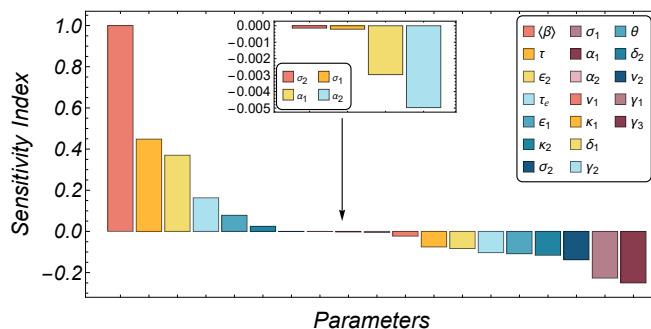 Sensitivity Index
1.0
0.8
0.6
0.4
0.2
0.0
−0.2
0.000
−0.001
−0.002
−0.003
−0.004
−0.005
σ₂ σ₁
α₁ α₂
⟨β⟩ σ₁ θ
τ α₁ δ₂
ϵ₂ α₂ ν₂
τₑ ν₁ γ₁
ϵ₁ κ₁ γ₃
κ₂ δ₁
σ₂ γ₂
Parameters